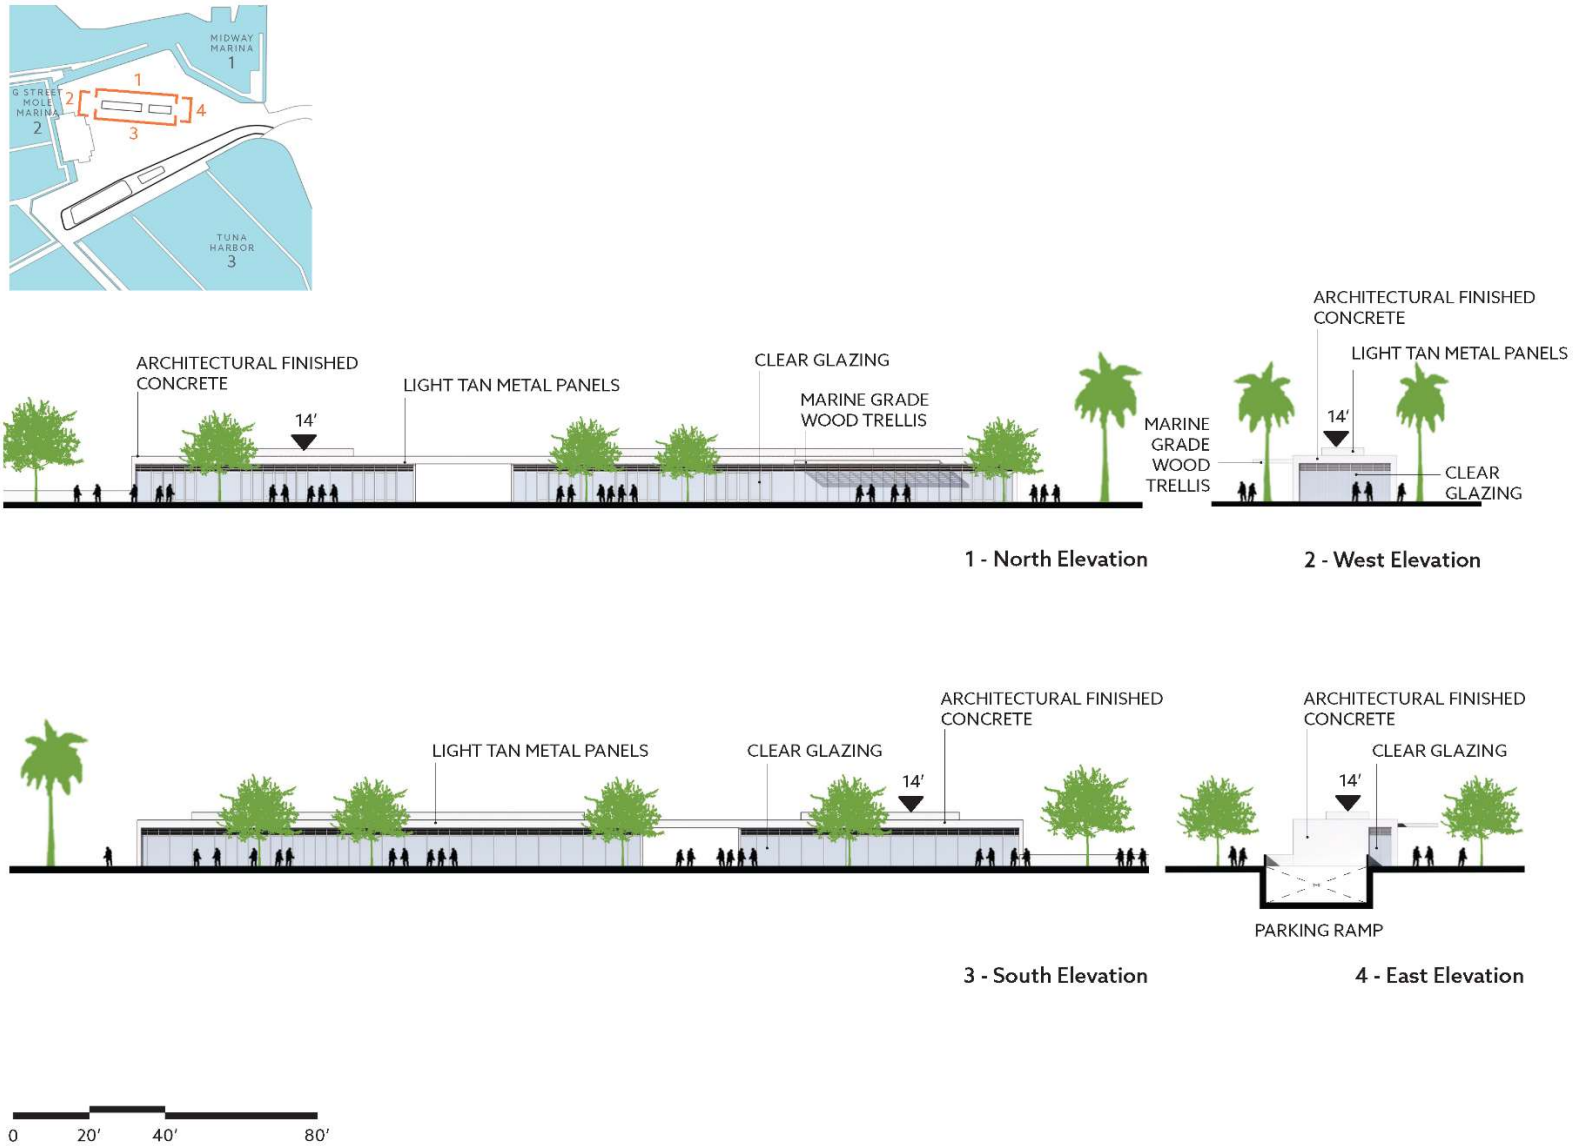 MIDWAY
MARINA
1
G STREET
MOLE
MARINA
2
1
2
4
3
TUNA
HARBOR
3
ARCHITECTURAL FINISHED
CONCRETE
14'
LIGHT TAN METAL PANELS
CLEAR GLAZING
MARINE GRADE
WOOD TRELLIS
1 - North Elevation
ARCHITECTURAL FINISHED
CONCRETE
LIGHT TAN METAL PANELS
14'
MARINE
GRADE
WOOD
TRELLIS
CLEAR
GLAZING
2 - West Elevation
LIGHT TAN METAL PANELS
CLEAR GLAZING
ARCHITECTURAL FINISHED
CONCRETE
14'
3 - South Elevation
ARCHITECTURAL FINISHED
CONCRETE
CLEAR GLAZING
14'
PARKING RAMP
4 - East Elevation
0 20' 40' 80'